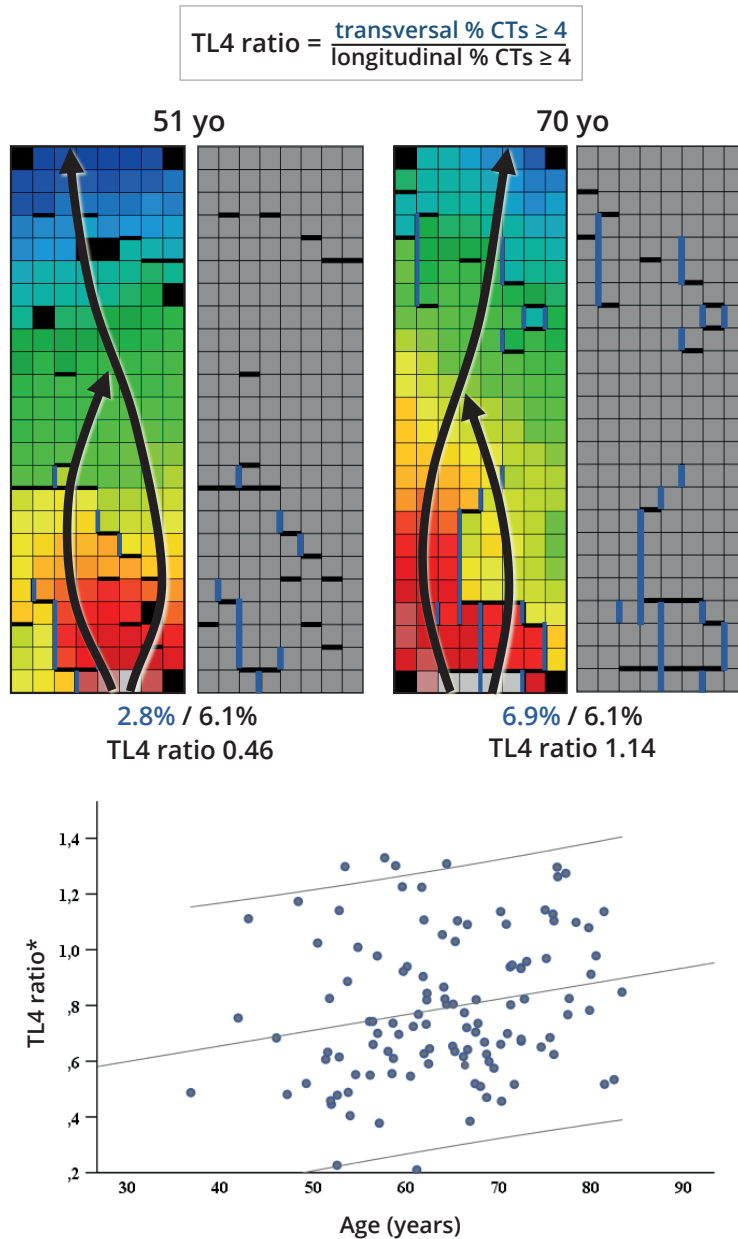 TL4 ratio = transversal % CTs ≥ 4
longitudinal % CTs ≥ 4
51 yo 70 yo
2.8% / 6.1% 6.9% / 6.1%
TL4 ratio 0.46 TL4 ratio 1.14
1,4
1,2
1,0
,8
,6
,4
,2
TL4 ratio*
30 40 50 60 70 80 90
Age (years)